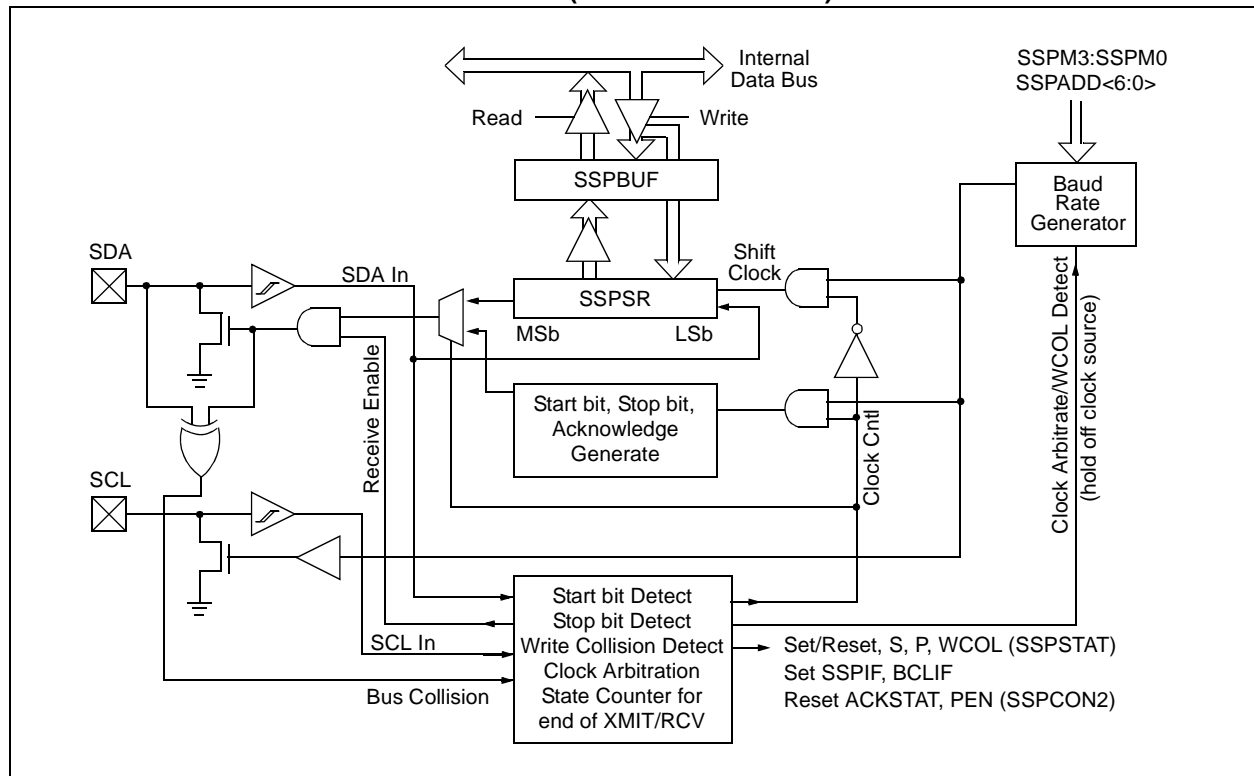 Internal
Data Bus
SSPM3:SSPM0
SSPADD<6:0>
Read
Write
SSPBUF
Baud
Rate
Generator
SDA
SDA In
Shift
Clock
SSPSR
MSb
LSb
Receive Enable
Start bit, Stop bit,
Acknowledge
Generate
Clock Cntl
Clock Arbitrate/WCOL Detect
(hold off clock source)
SCL
SCL In
Bus Collision
Start bit Detect
Stop bit Detect
Write Collision Detect
Clock Arbitration
State Counter for
end of XMIT/RCV
Set/Reset, S, P, WCOL (SSPSTAT)
Set SSPIF, BCLIF
Reset ACKSTAT, PEN (SSPCON2)